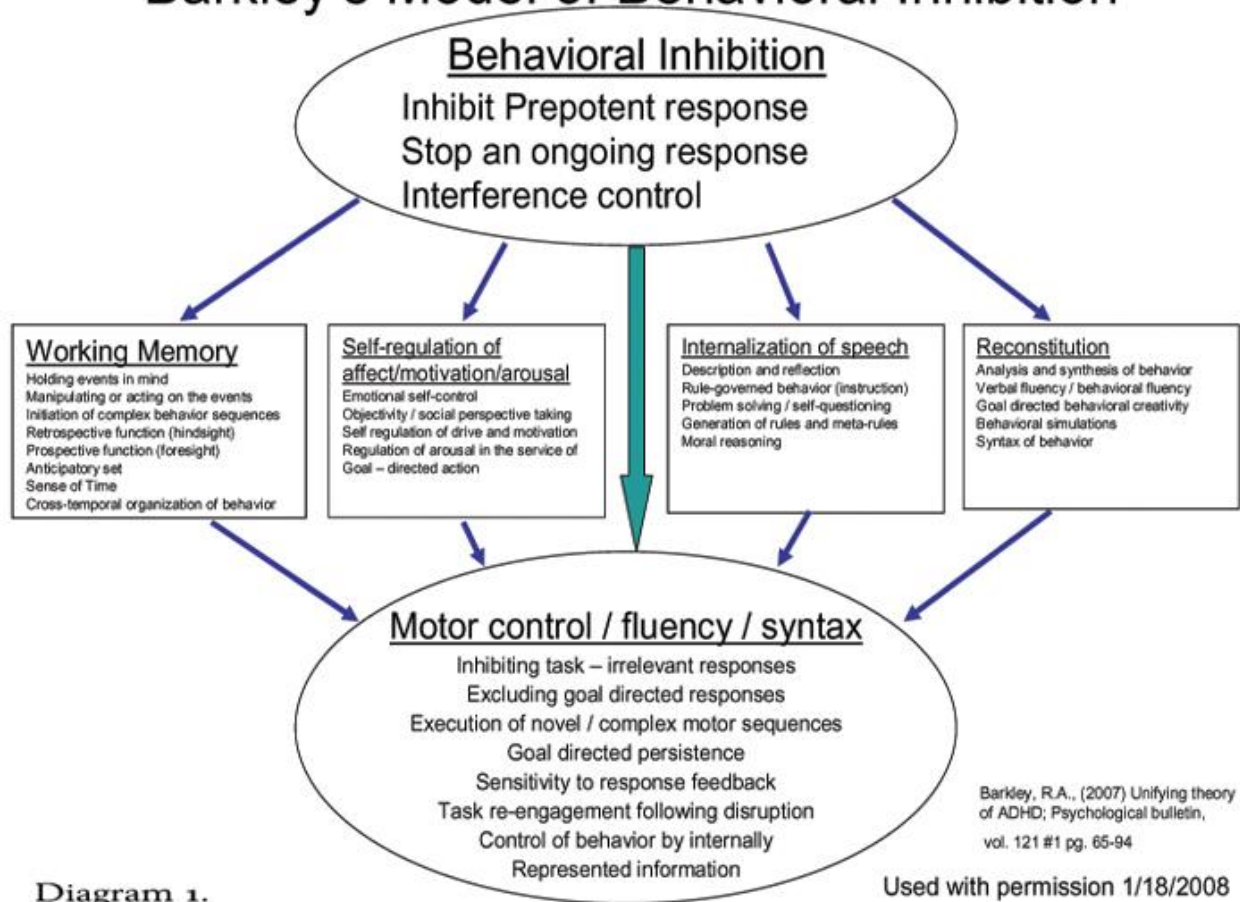 Barkley's Model of Behavioral Inhibition
Behavioral Inhibition
Inhibit Prepotent response
Stop an ongoing response
Interference control
Working Memory
Holding events in mind
Manipulating or acting on the events
Initiation of complex behavior sequences
Retrospective function (hindsight)
Prospective function (foresight)
Anticipatory set
Sense of Time
Cross-temporal organization of behavior
Self-regulation of
affect/motivation/arousal
Emotional self-control
Objectivity / social perspective taking
Self regulation of drive and motivation
Regulation of arousal in the service of
Goal – directed action
Internalization of speech
Description and reflection
Rule-governed behavior (instruction)
Problem solving / self-questioning
Generation of rules and meta-rules
Moral reasoning
Reconstitution
Analysis and synthesis of behavior
Verbal fluency / behavioral fluency
Goal directed behavioral creativity
Behavioral simulations
Syntax of behavior
Motor control / fluency / syntax
Inhibiting task – irrelevant responses
Excluding goal directed responses
Execution of novel / complex motor sequences
Goal directed persistence
Sensitivity to response feedback
Task re-engagement following disruption
Control of behavior by internally
Represented information
Barkley, R.A., (2007) Unifying theory
of ADHD; Psychological bulletin,
vol. 121 #1 pg. 65-94
Diagram 1.
Used with permission 1/18/2008